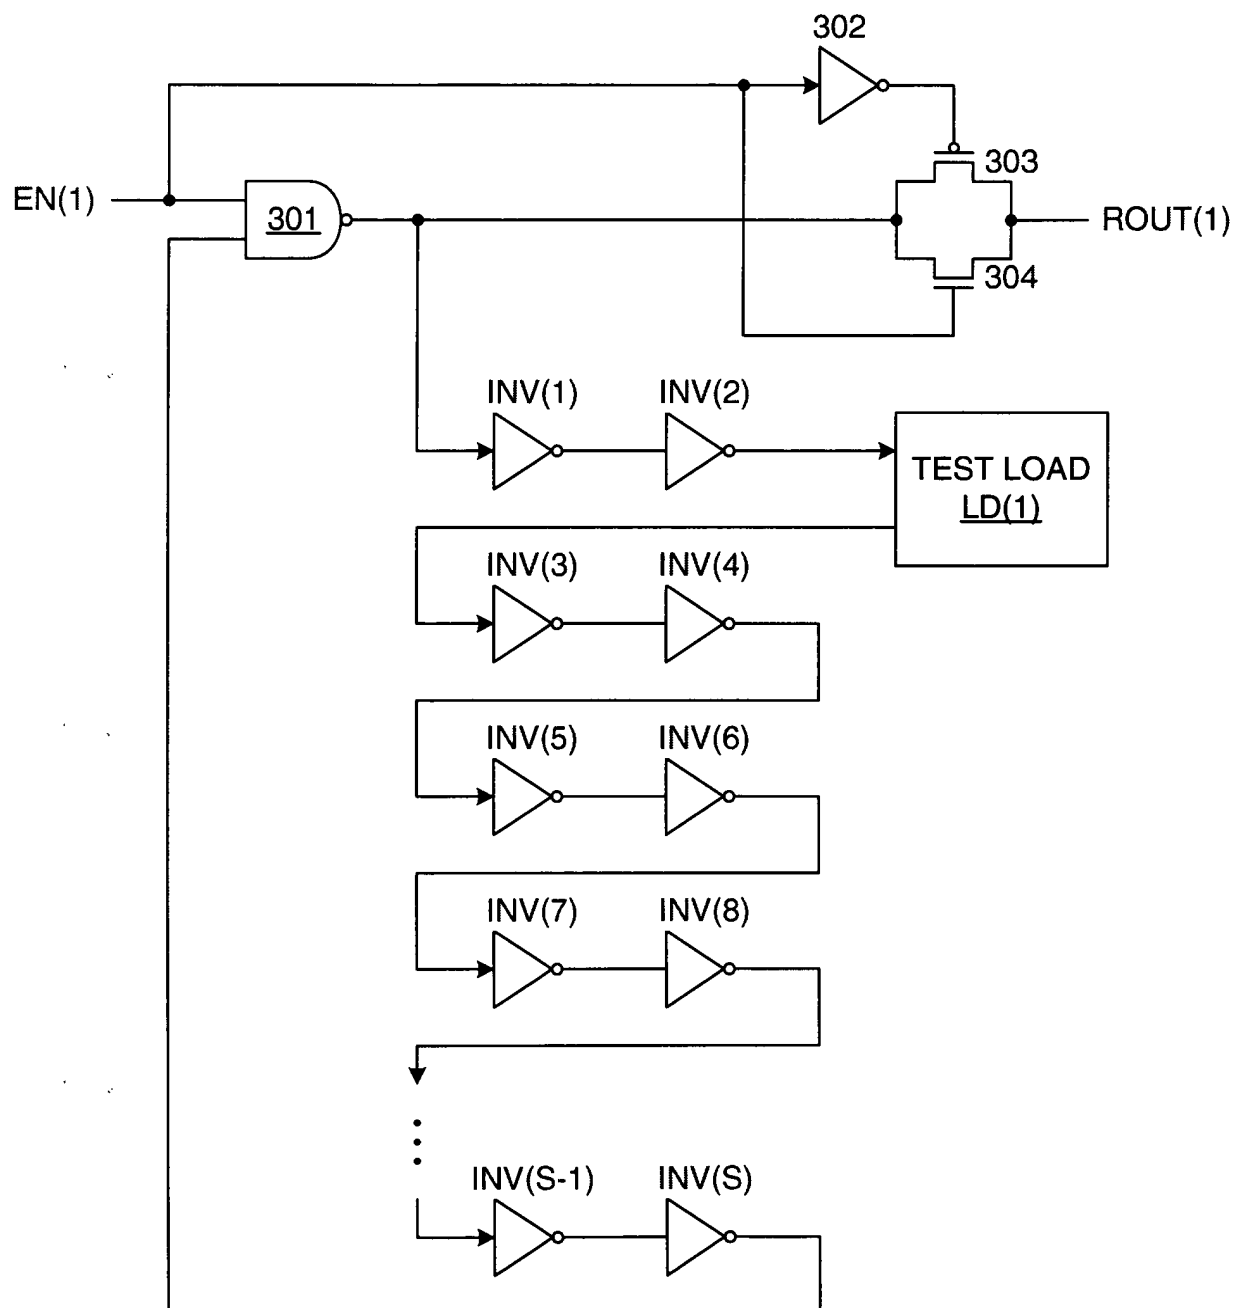 302
303
EN(1)
301
ROUT(1)
304
INV(1) INV(2)
TEST LOAD
LD(1)
INV(3) INV(4)
INV(5) INV(6)
INV(7) INV(8)
INV(S-1) INV(S)